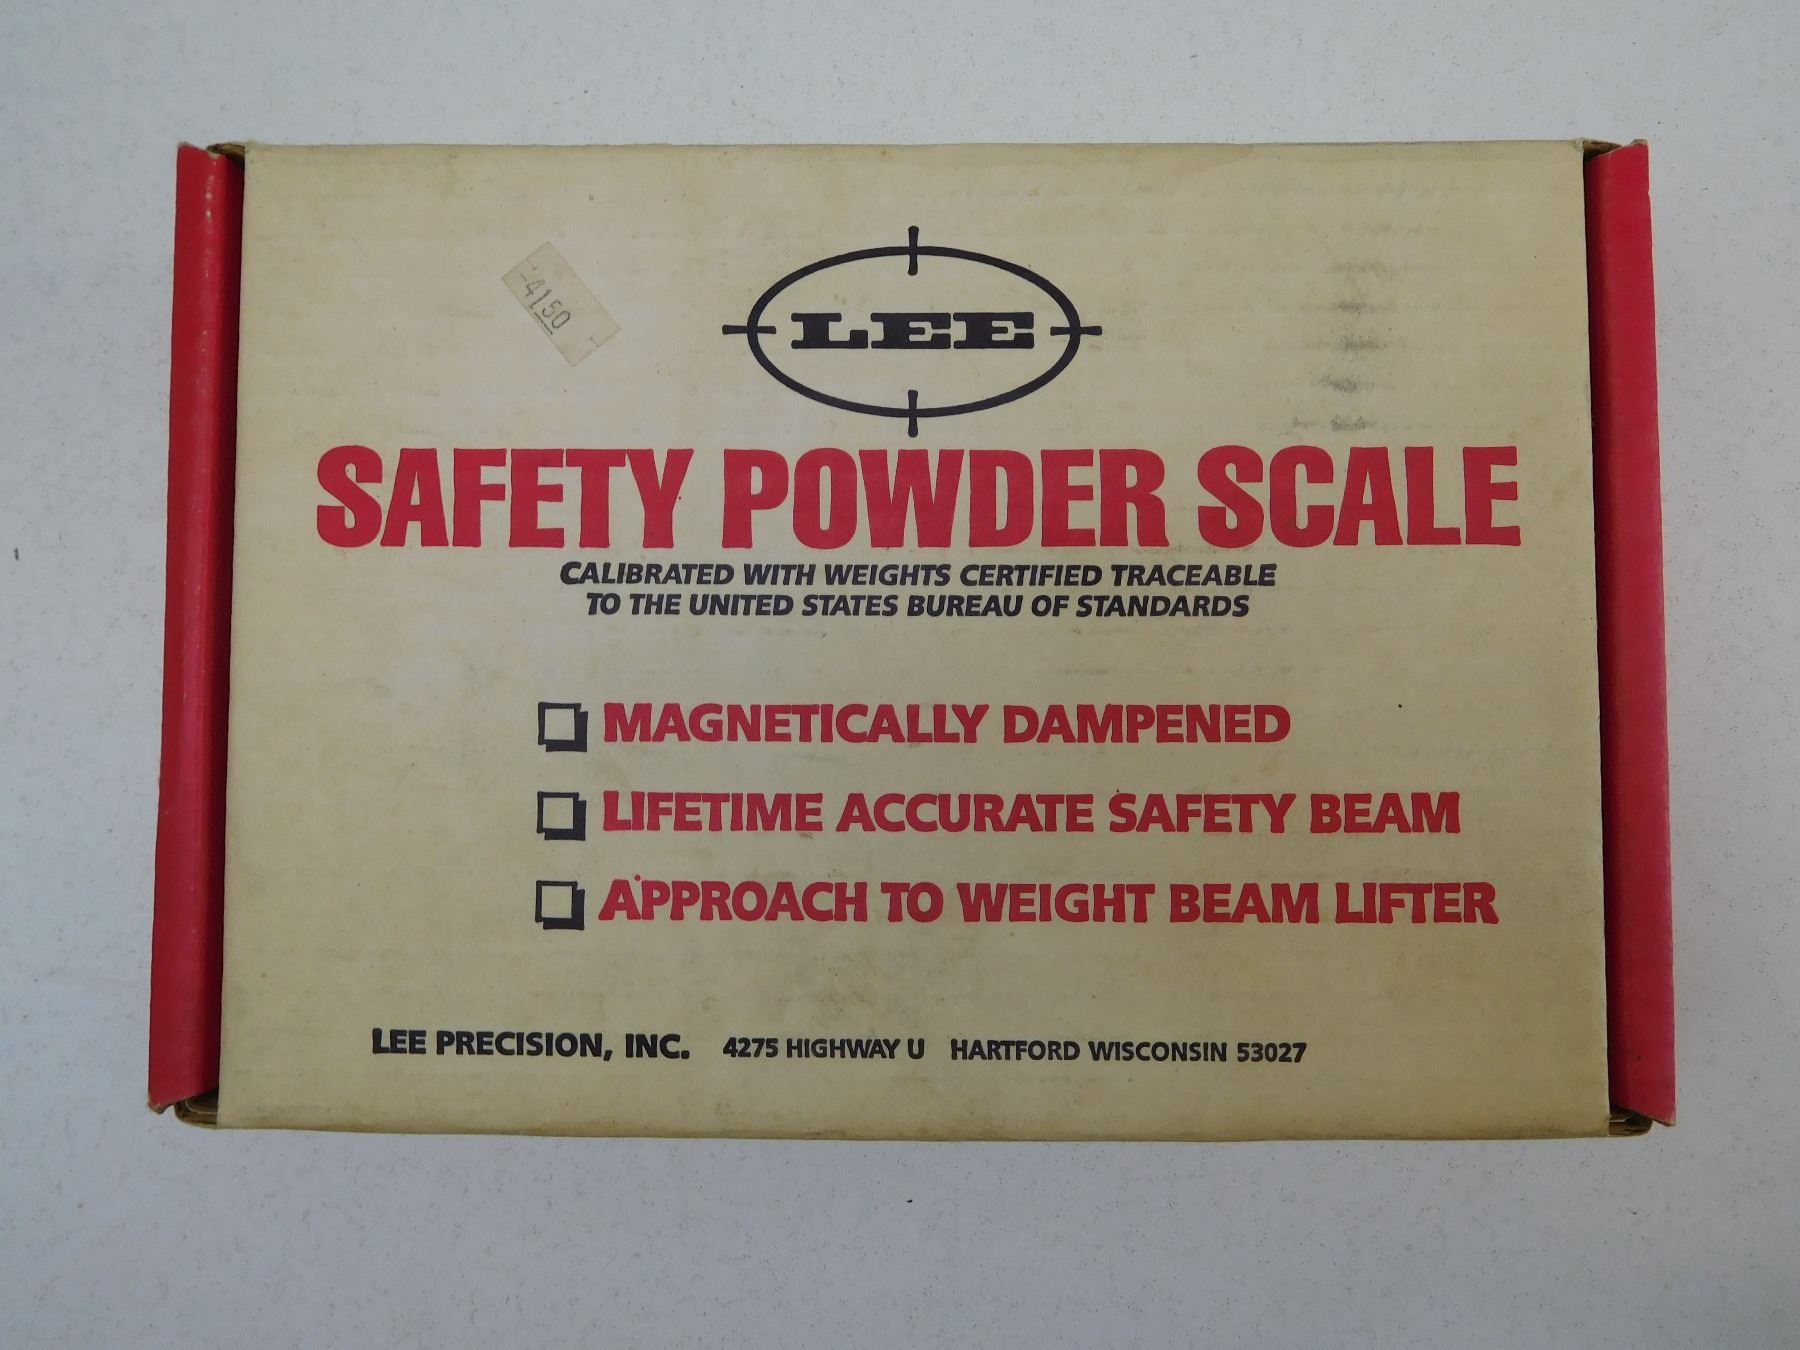 4150
LEE
SAFETY POWDER SCALE
CALIBRATED WITH WEIGHTS CERTIFIED TRACEABLE
TO THE UNITED STATES BUREAU OF STANDARDS
MAGNETICALLY DAMPENED
LIFETIME ACCURATE SAFETY BEAM
APPROACH TO WEIGHT BEAM LIFTER
LEE PRECISION, INC. 4275 HIGHWAY U HARTFORD WISCONSIN 53027